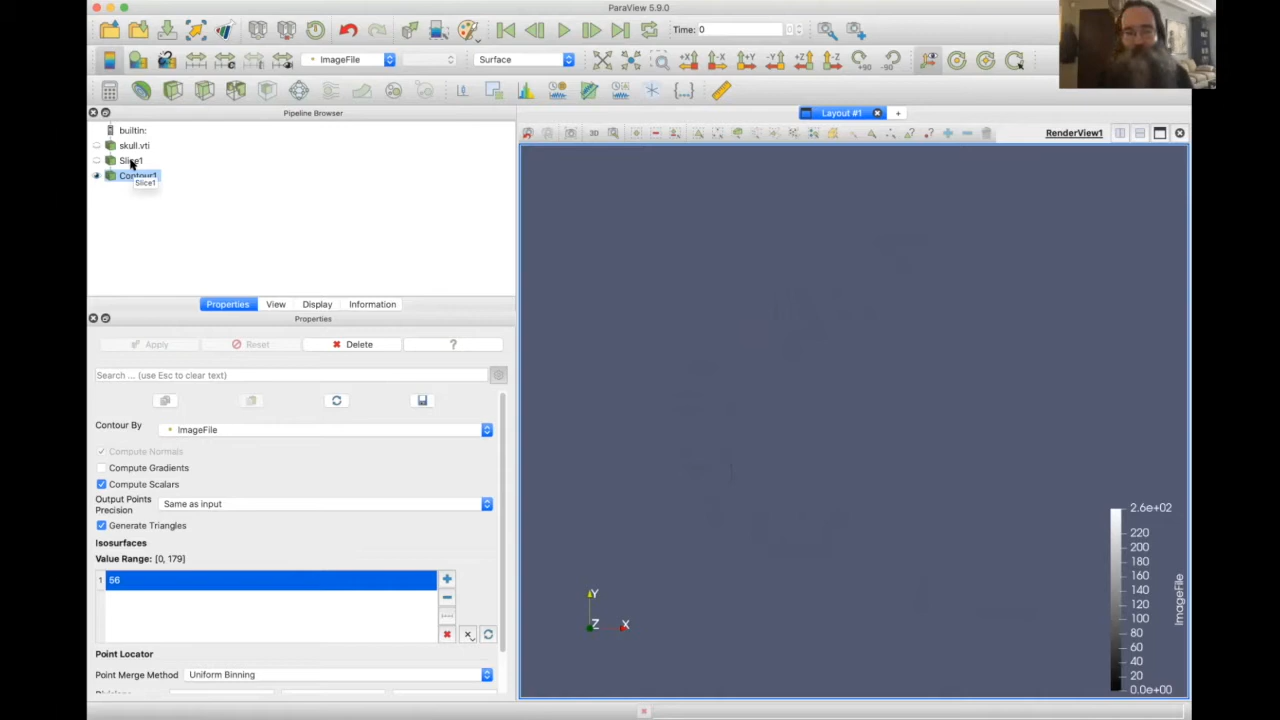 ParaView 5.9.0
Time: 0
ImageFile
Surface
+X -X +Y -Y +Z -Z +90 -90
Pipeline Browser
Layout #1
+
builtin:
skull.vti
Slice1
Contour1
Slice1
3D
RenderView1
Properties
View
Display
Information
Properties
Apply
Reset
Delete
?
Search ... (use Esc to clear text)
Contour By
ImageFile
Compute Normals
Compute Gradients
Compute Scalars
Output Points
Precision
Same as input
Generate Triangles
Isosurfaces
Value Range: [0, 179]
1 56
Point Locator
Point Merge Method
Uniform Binning
Y
Z
X
2.6e+02
220
200
180
160
140
120
100
80
60
40
20
0.0e+00
ImageFile